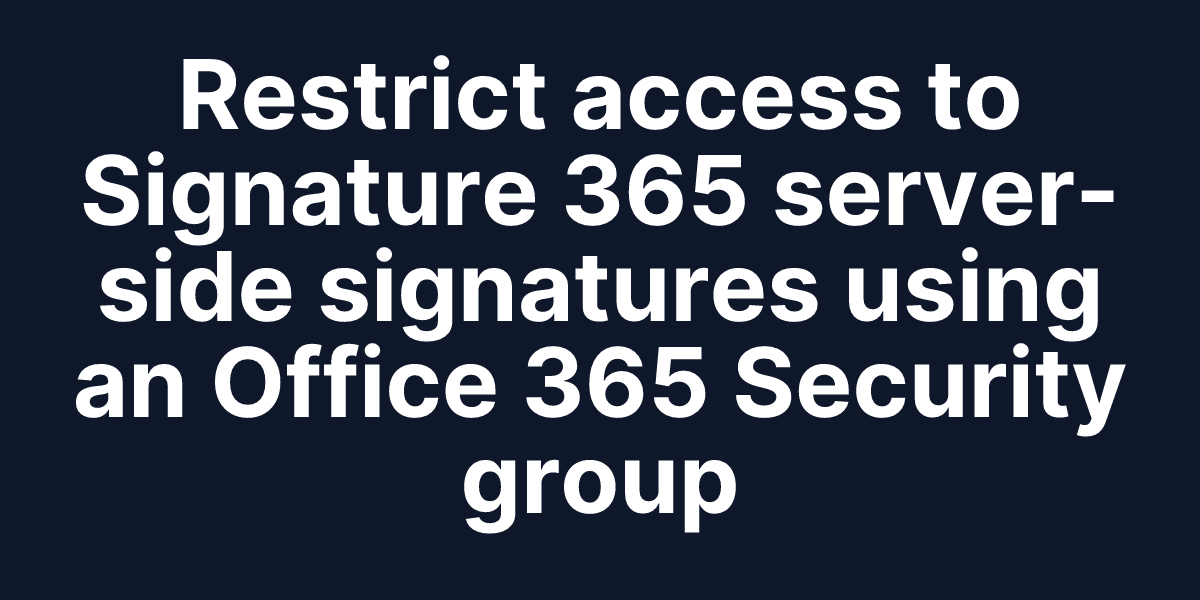 Restrict access to
Signature 365 server-
side signatures using
an Office 365 Security
group